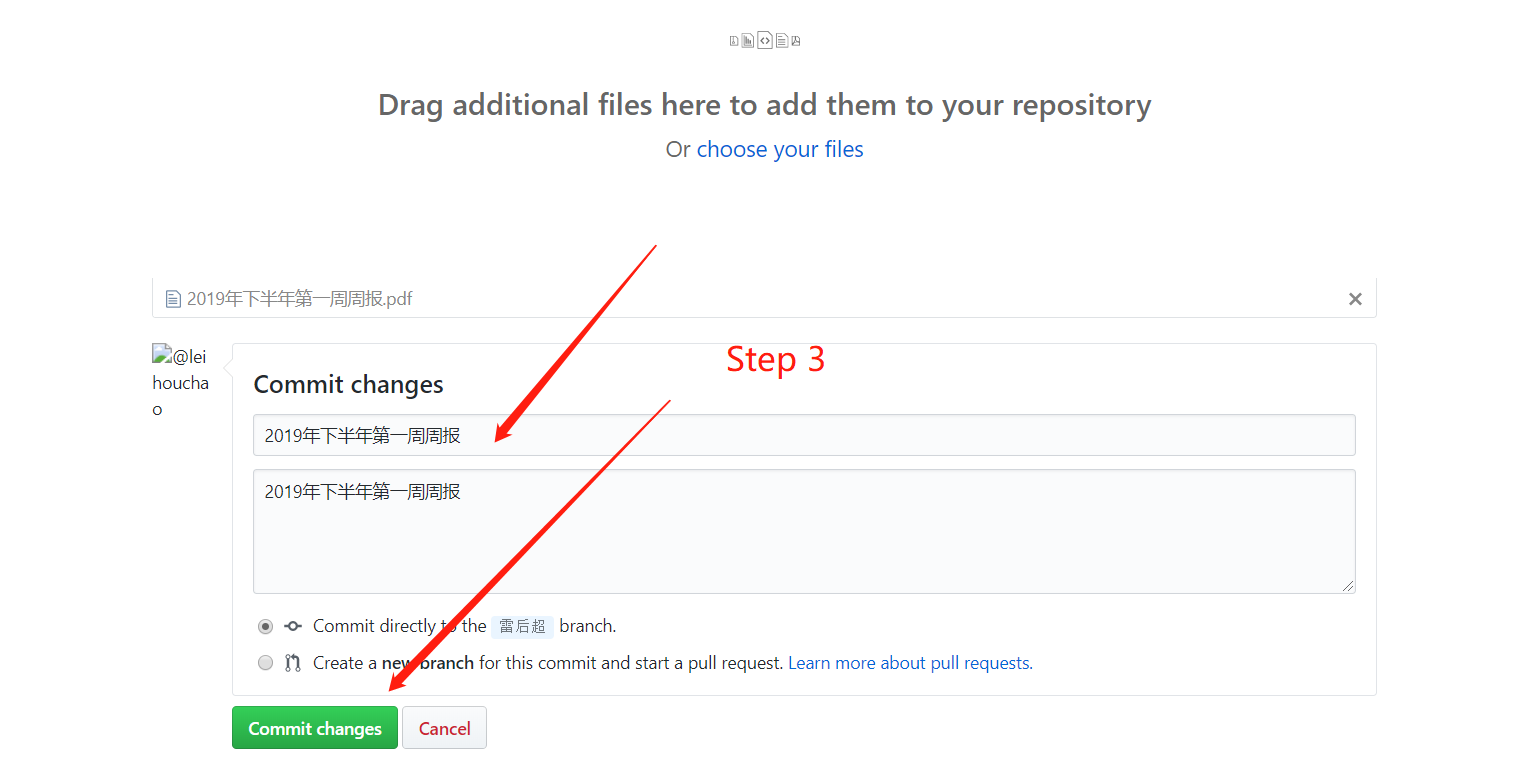 Drag additional files here to add them to your repository
Or choose your files
2019年下半年第一周周报.pdf
@lei
houcha
o
Step 3
Commit changes
2019年下半年第一周周报
2019年下半年第一周周报
Commit directly to the 雷后超 branch.
Create a new branch for this commit and start a pull request. Learn more about pull requests.
Commit changes Cancel